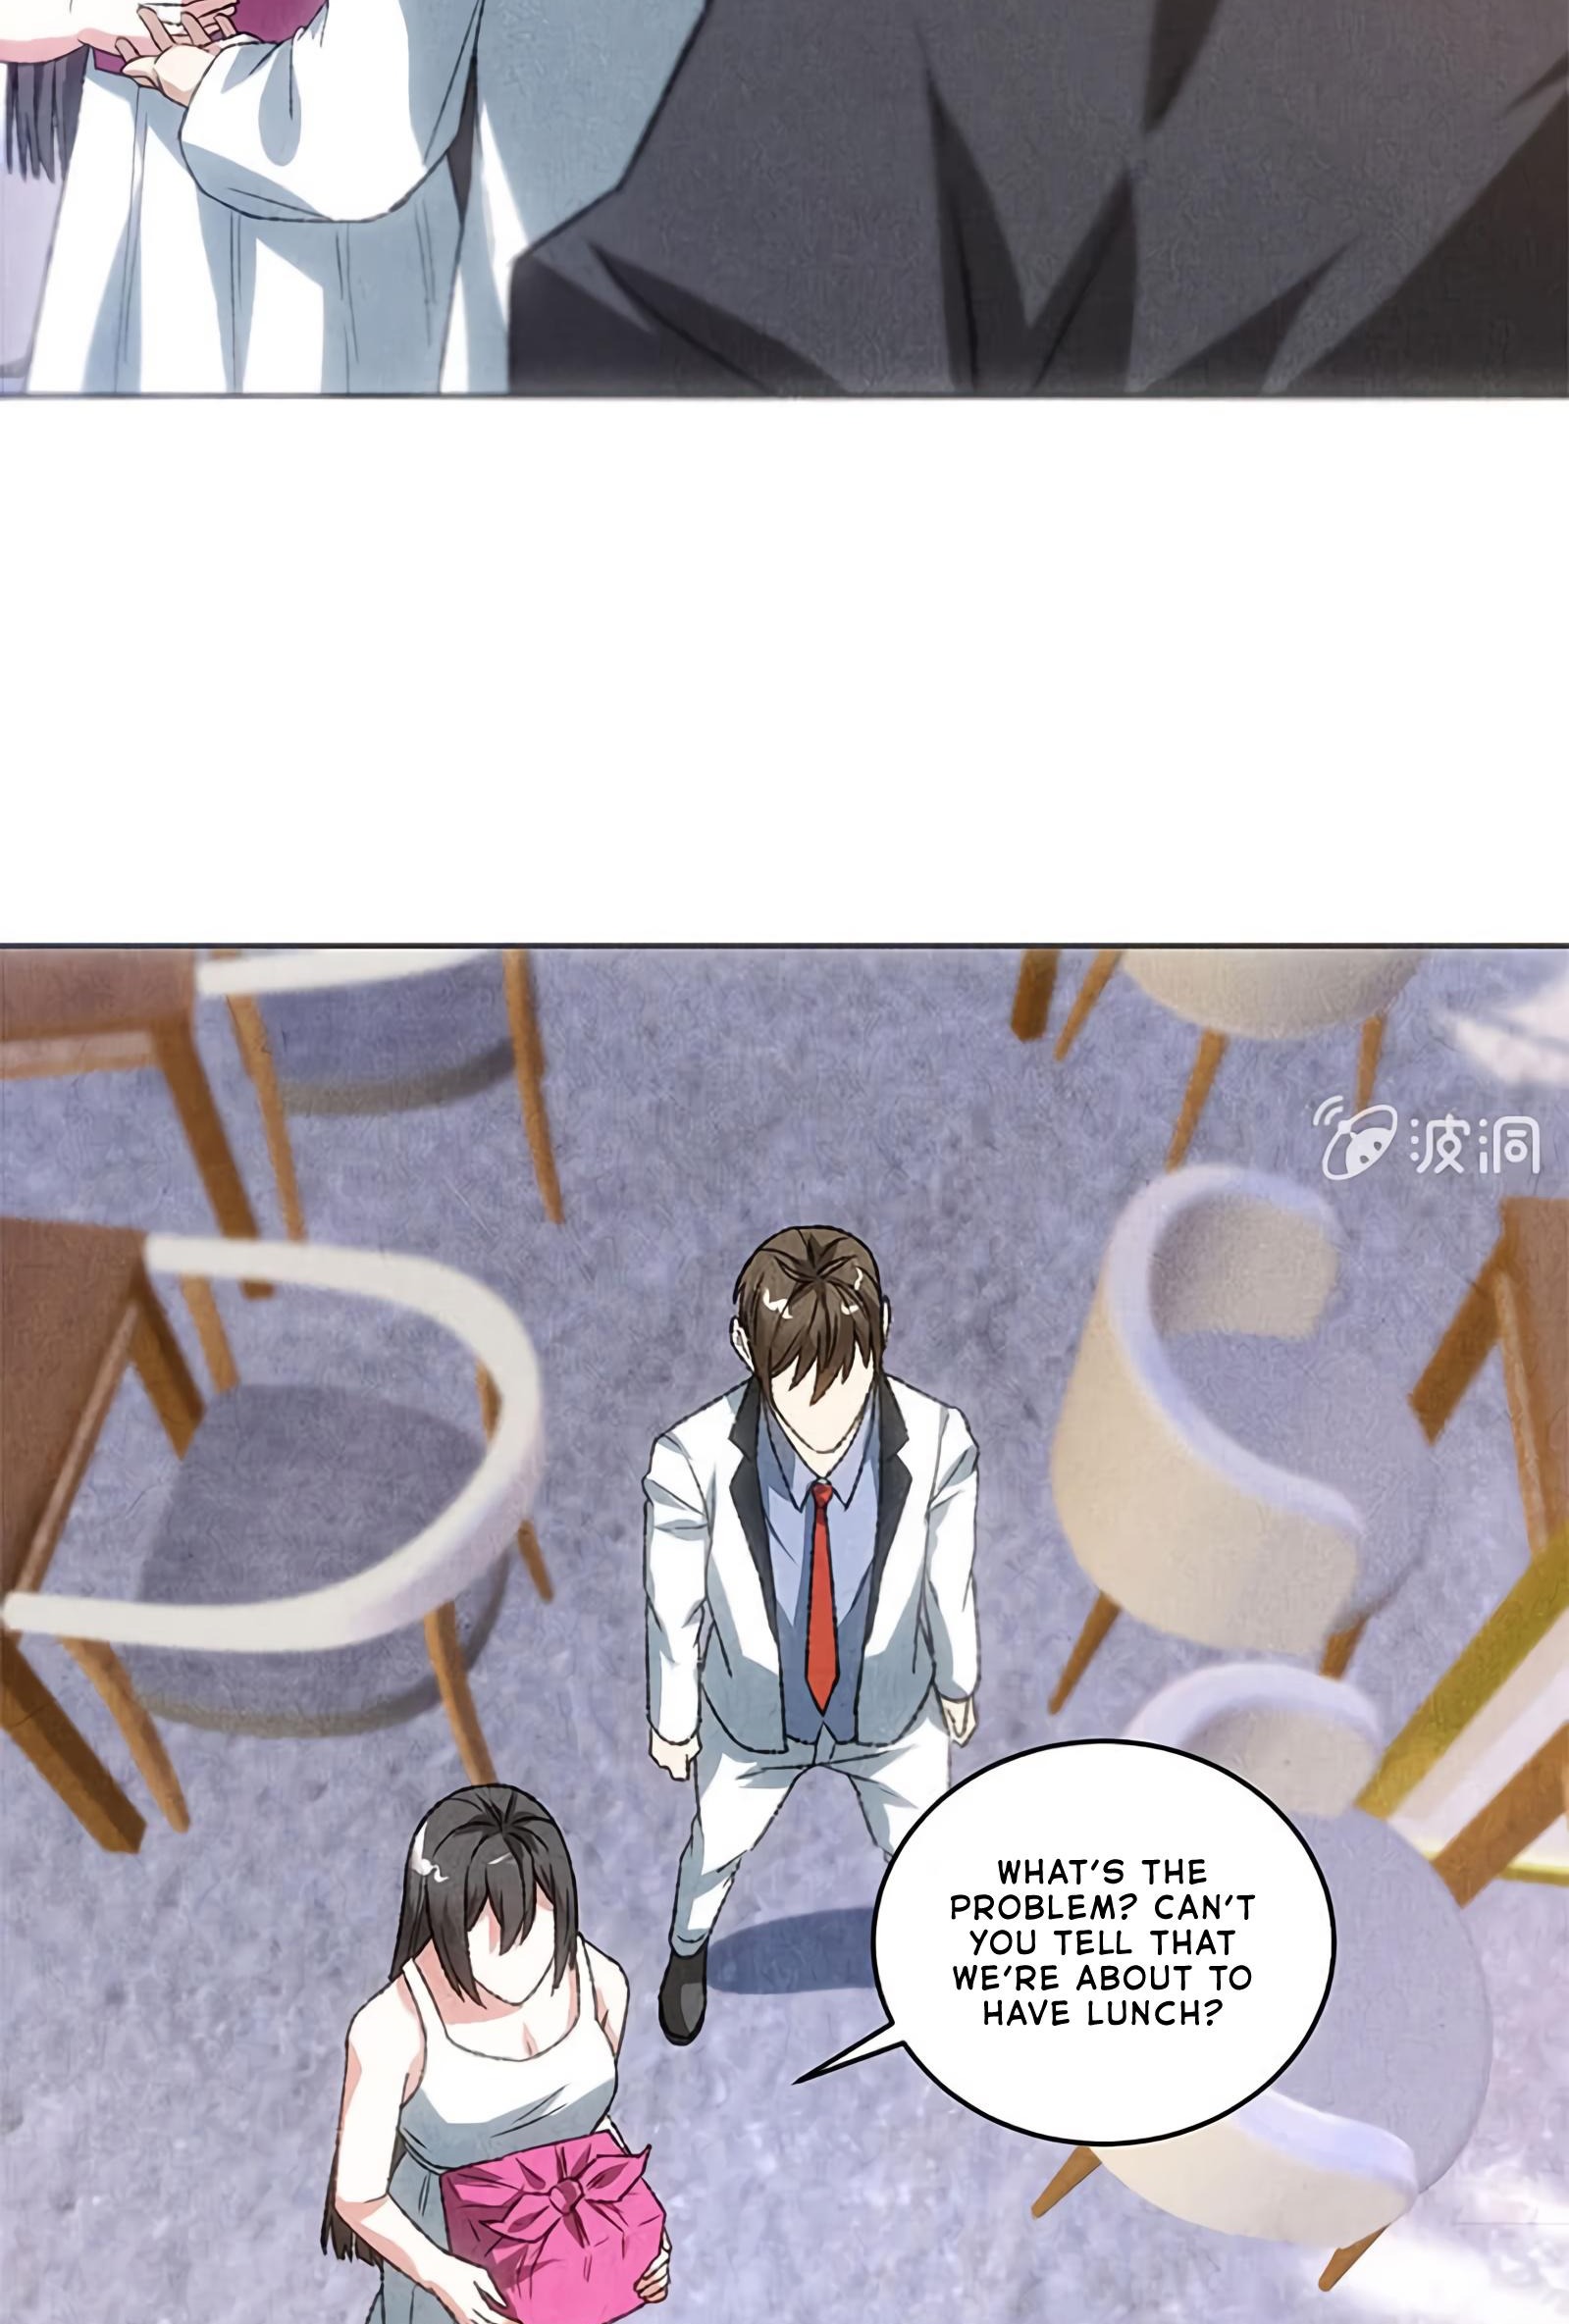 波洞
WHAT'S THE
PROBLEM? CAN'T
YOU TELL THAT
WE'RE ABOUT TO
HAVE LUNCH?